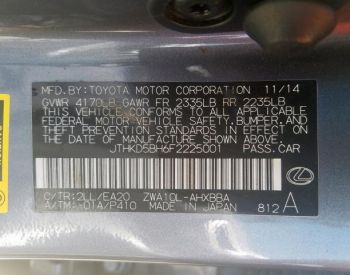 MFD.BY:TOYOTA MOTOR CORPORATION 11/14
GVWR 4170LB GAWR FR 2335LB RR 2235LB
THIS VEHICLE CONFORMS TO ALL APPLICABLE
FEDERAL MOTOR VEHICLE SAFETY,BUMPER,AND
THEFT PREVENTION STANDARDS IN EFFECT ON
THE DATE OF MANUFACTURE SHOWN ABOVE.
JTHKD5BH6F2225001 PASS.CAR
C/TR:2LL/EA20 ZWA10L-AHXBBA
A/TM:-01A/P410 MADE IN JAPAN 812 A